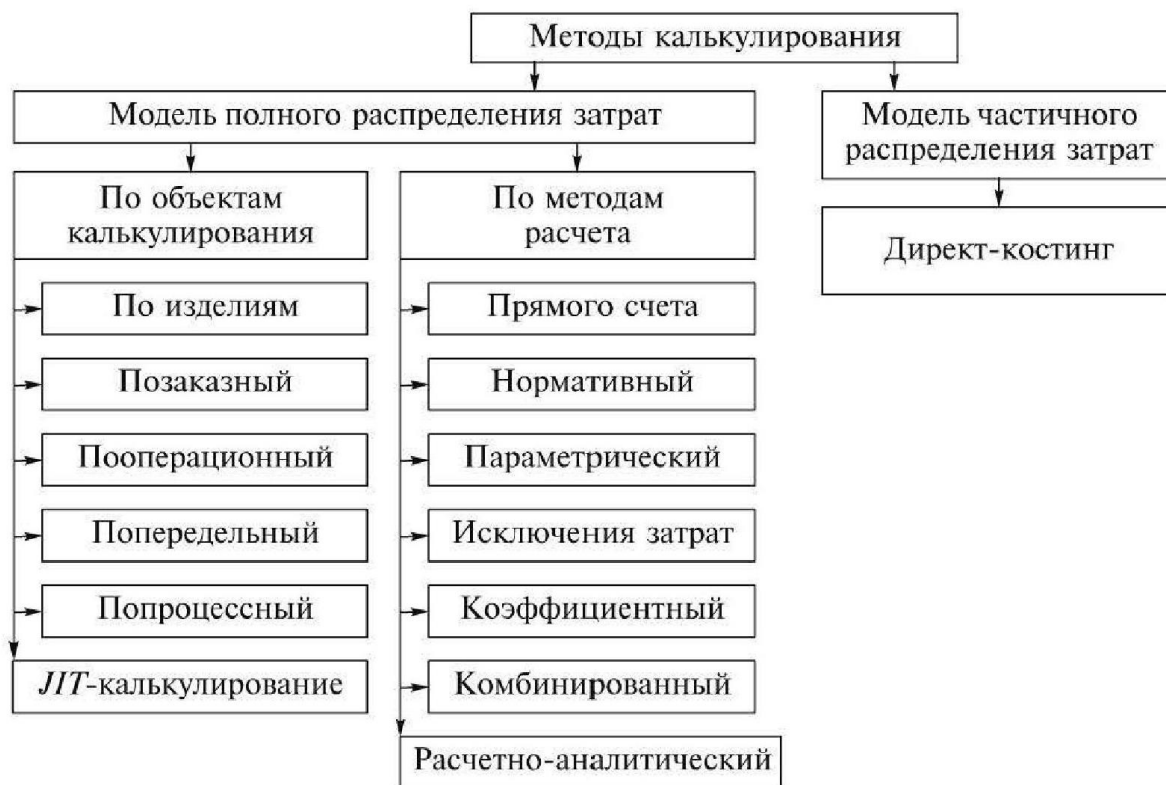 Методы калькулирования
Модель полного распределения затрат
Модель частичного
распределения затрат
По объектам
калькулирования
По методам
расчета
Директ-костинг
По изделиям
Прямого счета
Позаказный
Нормативный
Пооперационный
Параметрический
Попередельный
Исключения затрат
Попроцессный
Коэффициентный
JIT-калькулирование
Комбинированный
Расчетно-аналитический